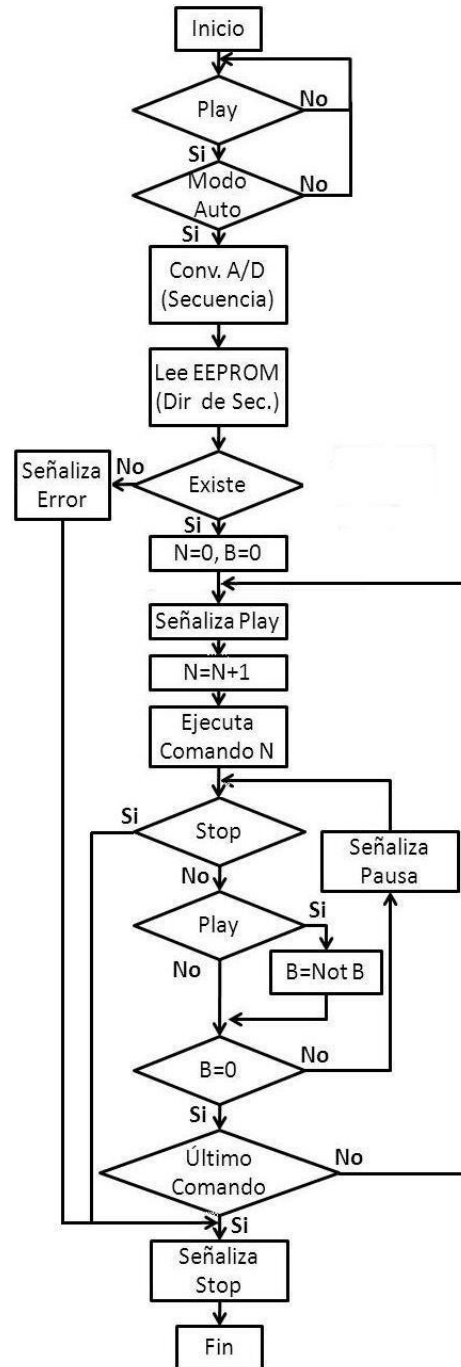 Inicio
Play
No
Si
Modo
Auto
No
Si
Conv. A/D
(Secuencia)
Lee EEPROM
(Dir de Sec.)
Existe
No
Señaliza
Error
Si
N=0, B=0
Señaliza Play
N=N+1
Ejecuta
Comando N
Stop
Si
No
Señaliza
Pausa
Play
Si
No
B=Not B
B=0
No
Si
Último
Comando
No
Si
Señaliza
Stop
Fin